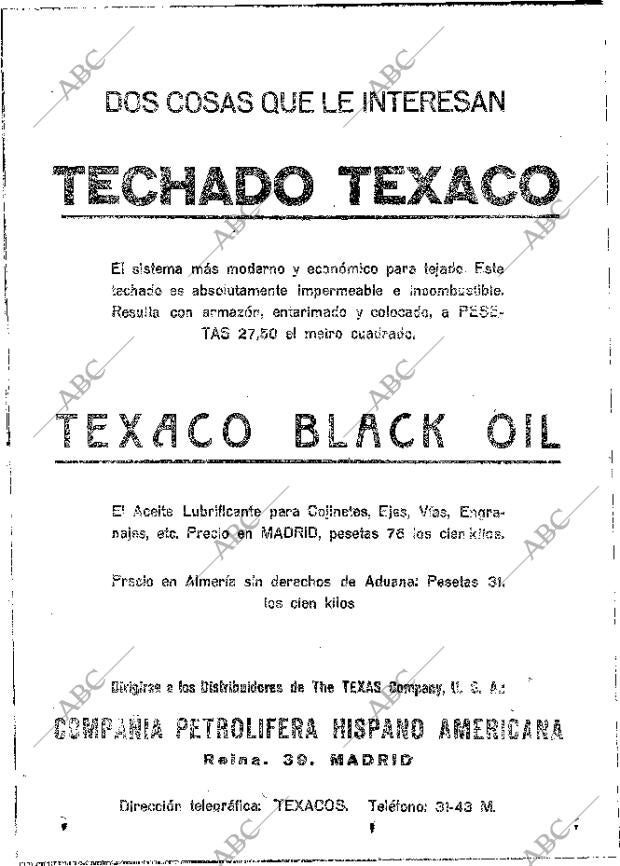 DOS COSAS QUE LE INTERESAN
TECHADO TEXACO
El sistema más moderno y económico para tejado. Este
techado es absolutamente impermeable e incombustible.
Resulta con armazón, entarimado y colocado, a PESE-
TAS 27,50 el metro cuadrado.
TEXACO BLACK OIL
El Aceite Lubrificante para Cojinetes, Ejes, Vías, Engra-
najes, etc. Precio en MADRID, pesetas 76 los cien kilos.
Precio en Almería sin derechos de Aduana: Pesetas 31.
los cien kilos
Dirigirse a los Distribuidores de The TEXAS Company, U. S. A.:
COMPAÑIA PETROLIFERA HISPANO AMERICANA
Reina. 39. MADRID
Dirección telegráfica: TEXACOS. Teléfono: 31-43 M.